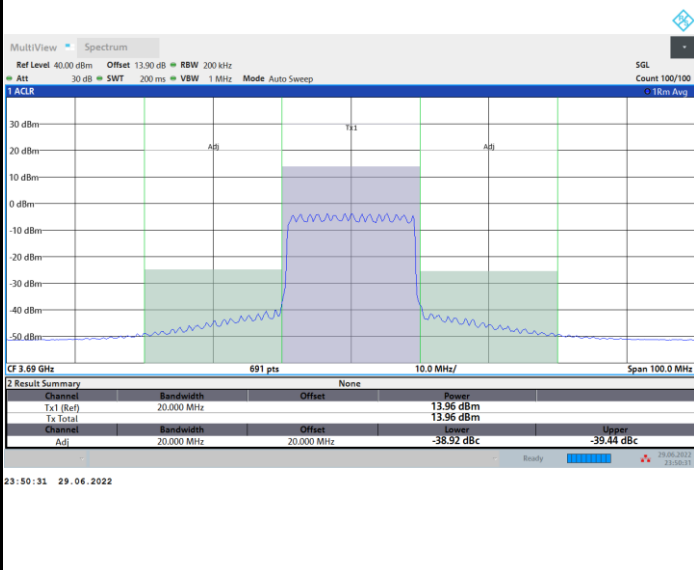 MultiView Spectrum
Ref Level 40.00 dBm Offset 13.90 dB RBW 200 kHz SGL
Att 30 dB SWT 200 ms VBW 1 MHz Mode Auto Sweep Count 100/100
1 ACLR 1Rm Avg
30 dBm
Tx1
20 dBm Adj Adj
10 dBm
0 dBm
-10 dBm
-20 dBm
-30 dBm
-40 dBm
-50 dBm
CF 3.69 GHz 691 pts 10.0 MHz/ Span 100.0 MHz
2 Result Summary None
Channel Bandwidth Offset Power
Tx1 (Ref) 20.000 MHz 13.96 dBm
Tx Total 13.96 dBm
Channel Bandwidth Offset Lower Upper
Adj 20.000 MHz 20.000 MHz -38.92 dBc -39.44 dBc
Ready 29.06.2022
23:50:31
23:50:31 29.06.2022